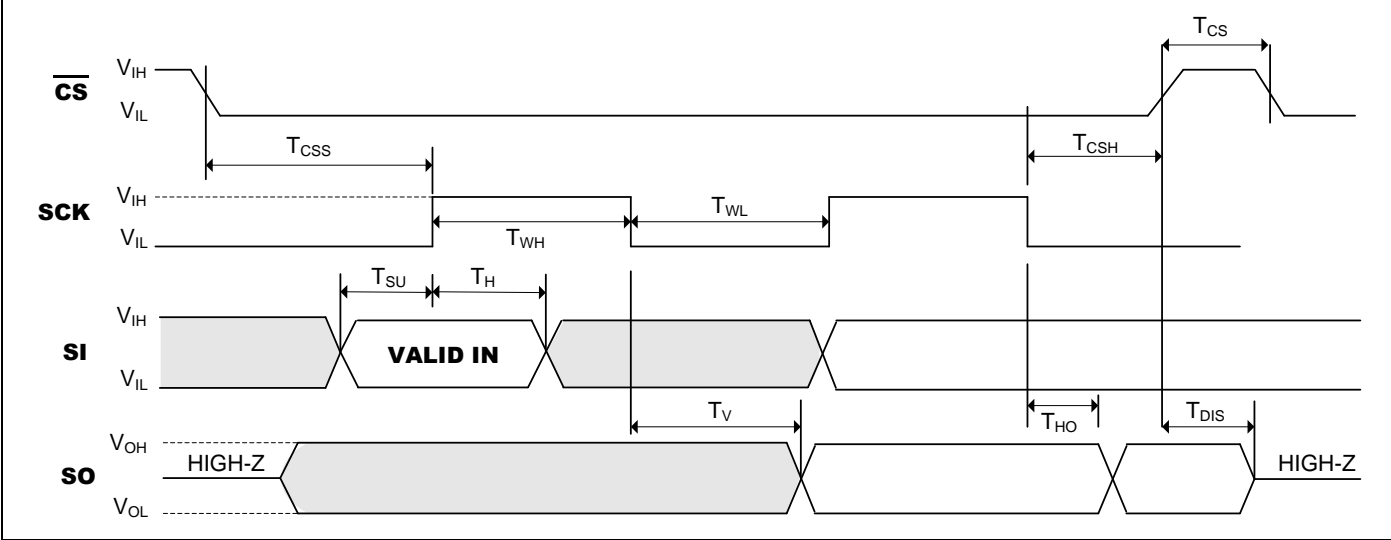 T_CS
CS
V_IH
V_IL
T_CSS
T_CSH
SCK
V_IH
V_IL
T_WH
T_WL
T_SU
T_H
SI
V_IH
V_IL
VALID IN
T_V
T_HO
T_DIS
SO
V_OH
HIGH-Z
HIGH-Z
V_OL